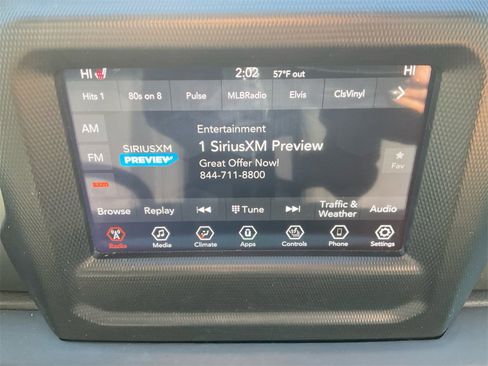 HI 2:02 57°F out HI
Hits 1 80s on 8 Pulse MLBRadio Elvis ClsVinyl
AM
FM
sxm
SIRIUSXM
PREVIEW
Entertainment
1 SiriusXM Preview
Great Offer Now!
844-711-8800
Fav
Browse Replay Tune Traffic & Weather Audio
Radio Media Climate Apps Controls Phone Settings